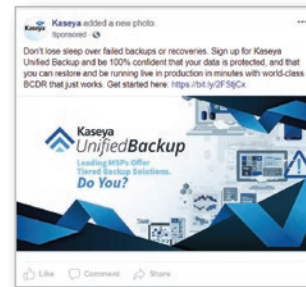 Kaseya added a new photo.
Sponsored ·
Don't lose sleep over failed backups or recoveries. Sign up for Kaseya
Unified Backup and be 100% confident that your data is protected, and that
you can restore and be running live in production in minutes with world-class
BCDR that just works. Get started here: https://bit.ly/2FStjCx
Kaseya
UnifiedBackup
Leading MSPs Offer
Tiered Backup Solutions.
Do You?
Like Comment Share